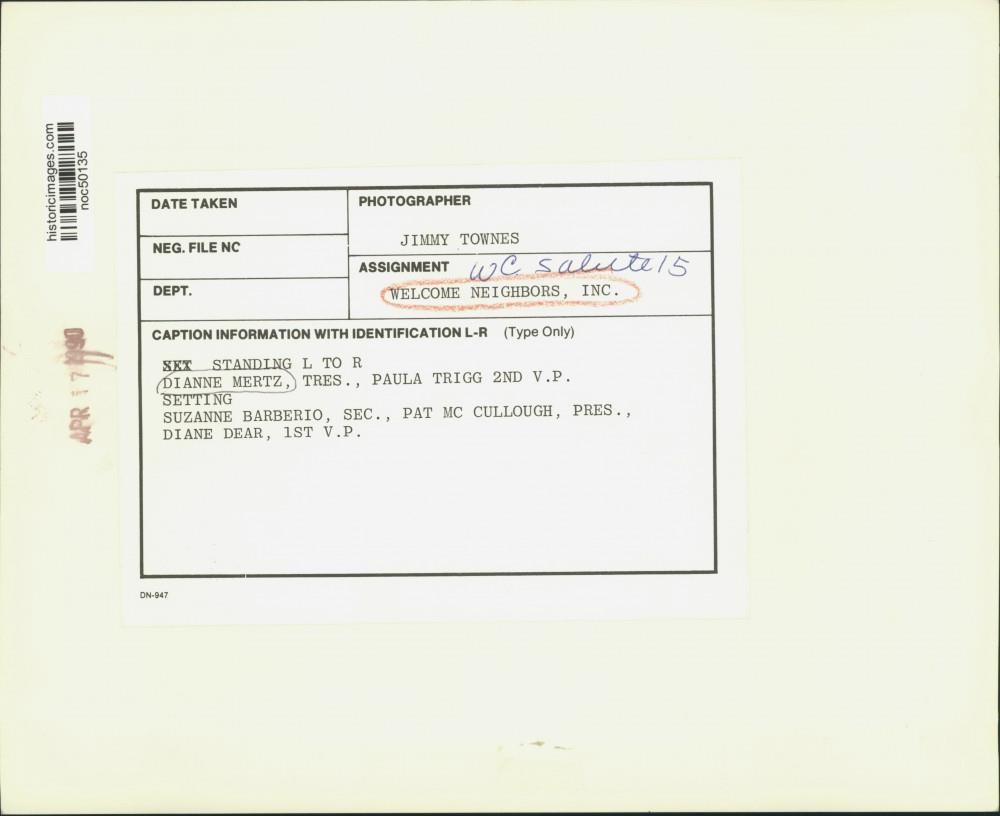 historicimages.com
noc50135
APR 17 1990
DATE TAKEN
PHOTOGRAPHER
JIMMY TOWNES
NEG. FILE NO
ASSIGNMENT WC Salute 15
DEPT.
WELCOME NEIGHBORS, INC.
CAPTION INFORMATION WITH IDENTIFICATION L-R (Type Only)
STANDING L TO R
DIANNE MERTZ, TRES., PAULA TRIGG 2ND V.P.
SETTING
SUZANNE BARBERIO, SEC., PAT MC CULLOUGH, PRES.,
DIANE DEAR, 1ST V.P.
DN-947